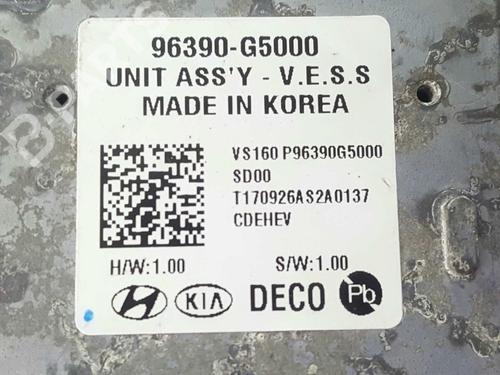 96390-G5000
UNIT ASS'Y - V.E.S.S
MADE IN KOREA
VS160 P96390G5000
SD00
T170926AS2A0137
CDEHEV
H/W:1.00 S/W:1.00
KIA DECO Pb